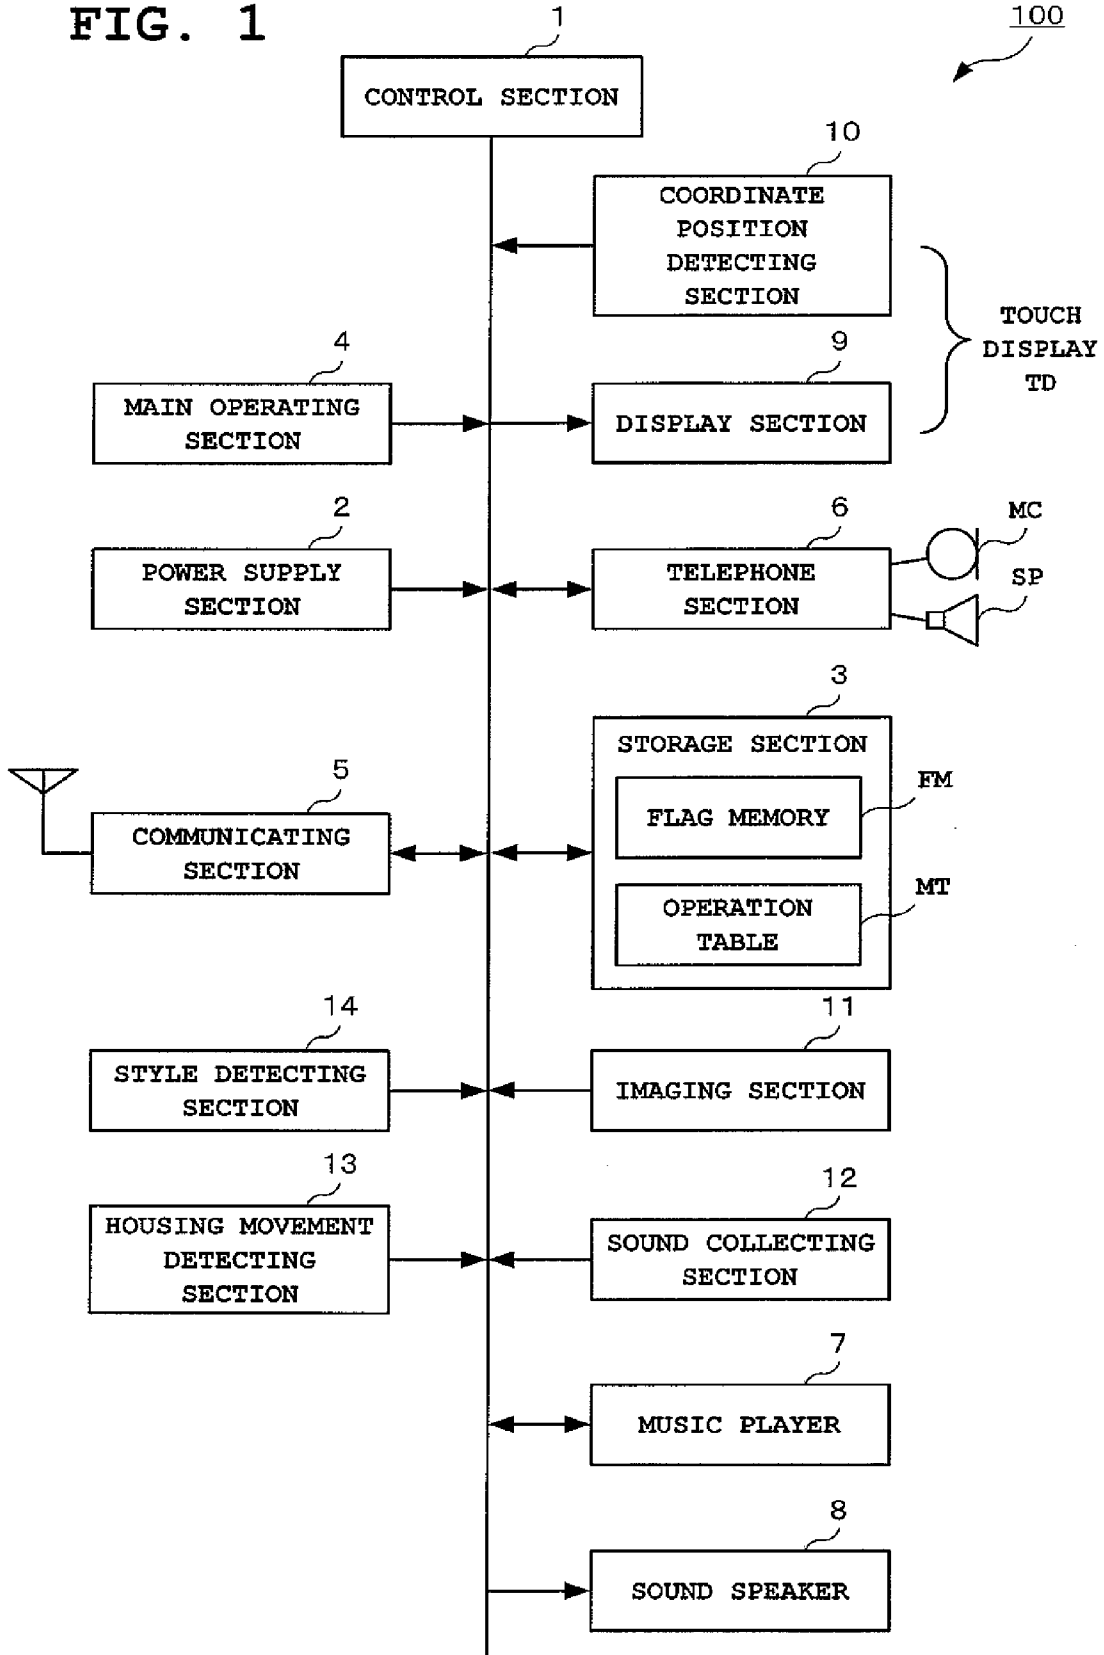 FIG. 1
100
1
CONTROL SECTION
10
COORDINATE
POSITION
DETECTING
SECTION
TOUCH
DISPLAY
TD
4
MAIN OPERATING
SECTION
9
DISPLAY SECTION
2
POWER SUPPLY
SECTION
6
TELEPHONE
SECTION
MC
SP
3
STORAGE SECTION
FLAG MEMORY
FM
OPERATION
TABLE
MT
5
COMMUNICATING
SECTION
14
STYLE DETECTING
SECTION
11
IMAGING SECTION
13
HOUSING MOVEMENT
DETECTING
SECTION
12
SOUND COLLECTING
SECTION
7
MUSIC PLAYER
8
SOUND SPEAKER